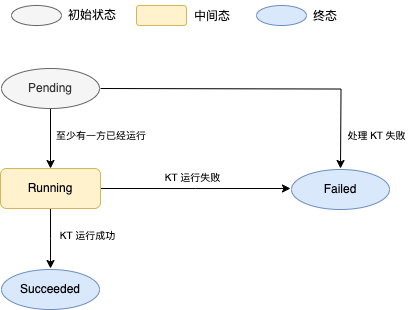 初始状态
中间态
终态
Pending
至少有一方已经运行
处理 KT 失败
Running
KT 运行失败
Failed
KT 运行成功
Succeeded